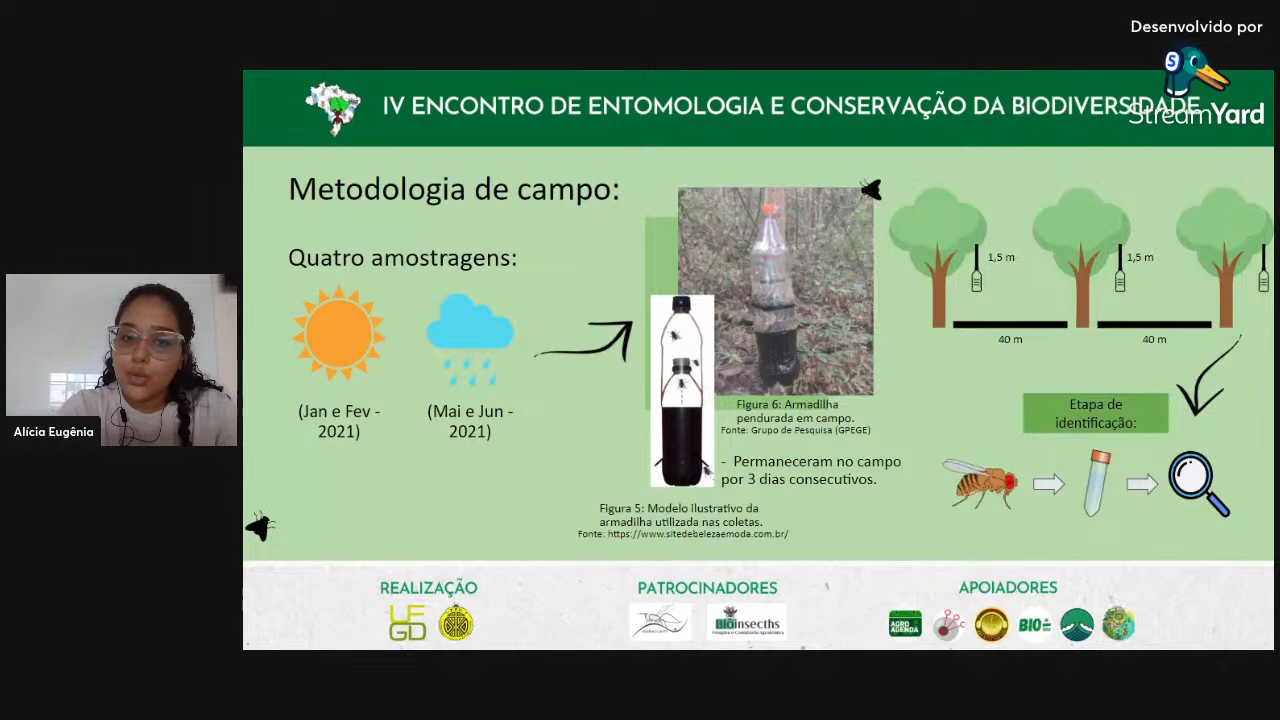 Desenvolvido por
StreamYard
IV ENCONTRO DE ENTOMOLOGIA E CONSERVAÇÃO DA BIODIVERSIDADE
Metodologia de campo:
Quatro amostragens:
(Jan e Fev -
2021)
(Mai e Jun -
2021)
Figura 6: Armadilha
pendurada em campo.
Fonte: Grupo de Pesquisa (GPEGE)
- Permaneceram no campo
por 3 dias consecutivos.
Figura 5: Modelo ilustrativo da
armadilha utilizada nas coletas.
Fonte: https://www.sitedebelezaemoda.com.br/
1,5 m
1,5 m
40 m
40 m
Etapa de
identificação:
Alícia Eugênia
REALIZAÇÃO
UFGD
PATROCINADORES
Bioinsecths
APOIADORES
AGRO
AGENDA
BIO